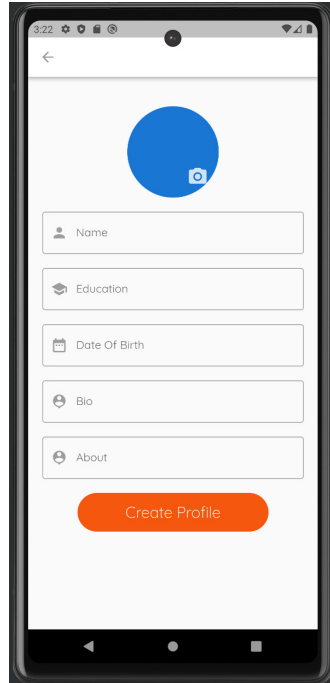 3:22
Name
Education
Date Of Birth
Bio
About
Create Profile